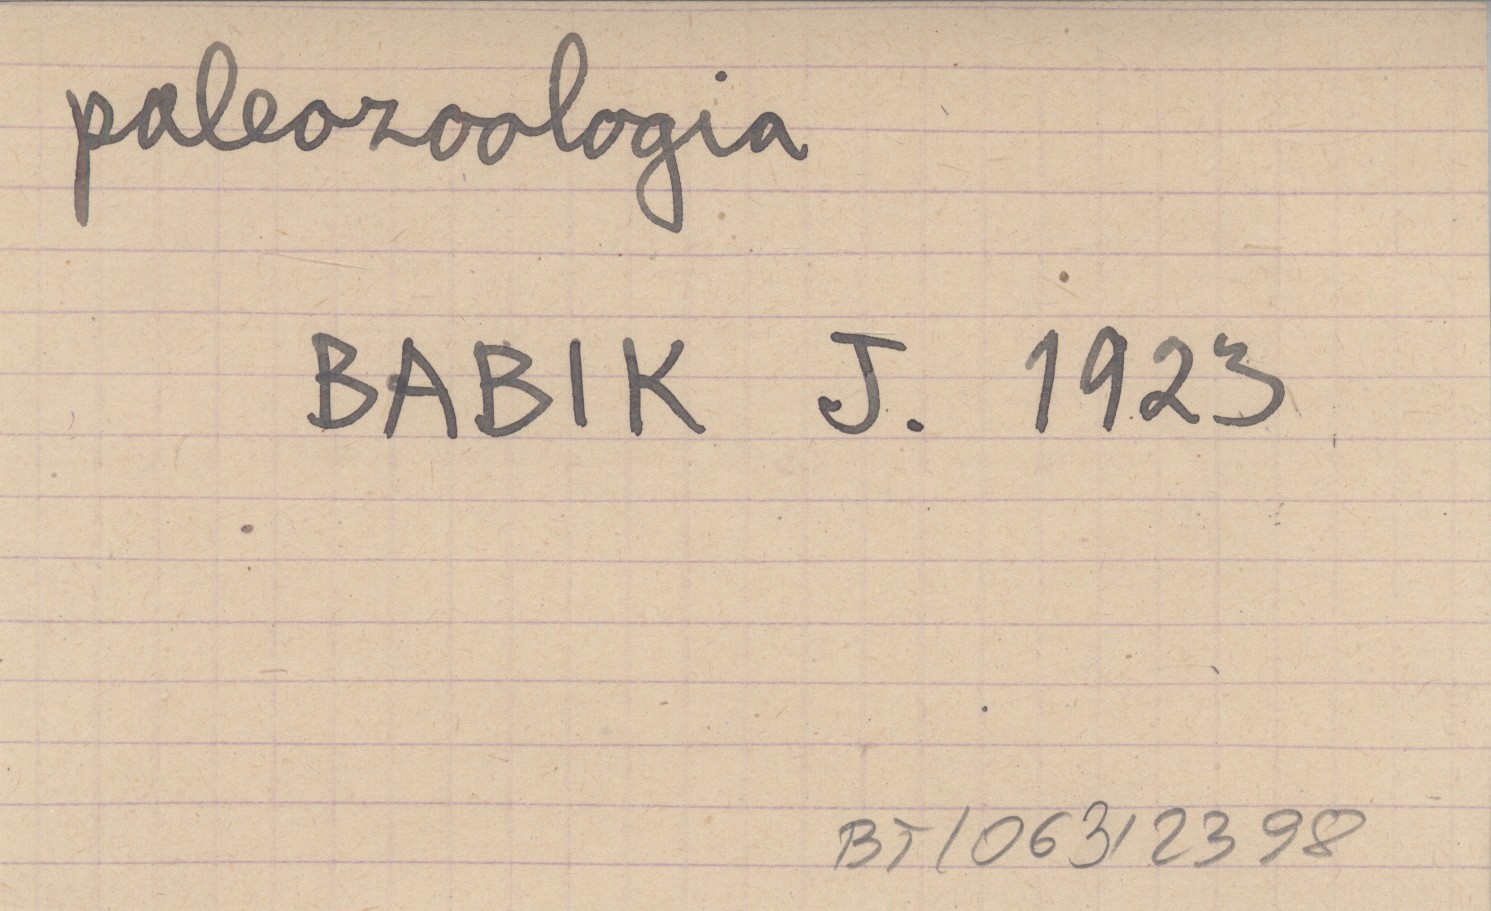 paleozoologia
BABIK J. 1923
BT/063/2398